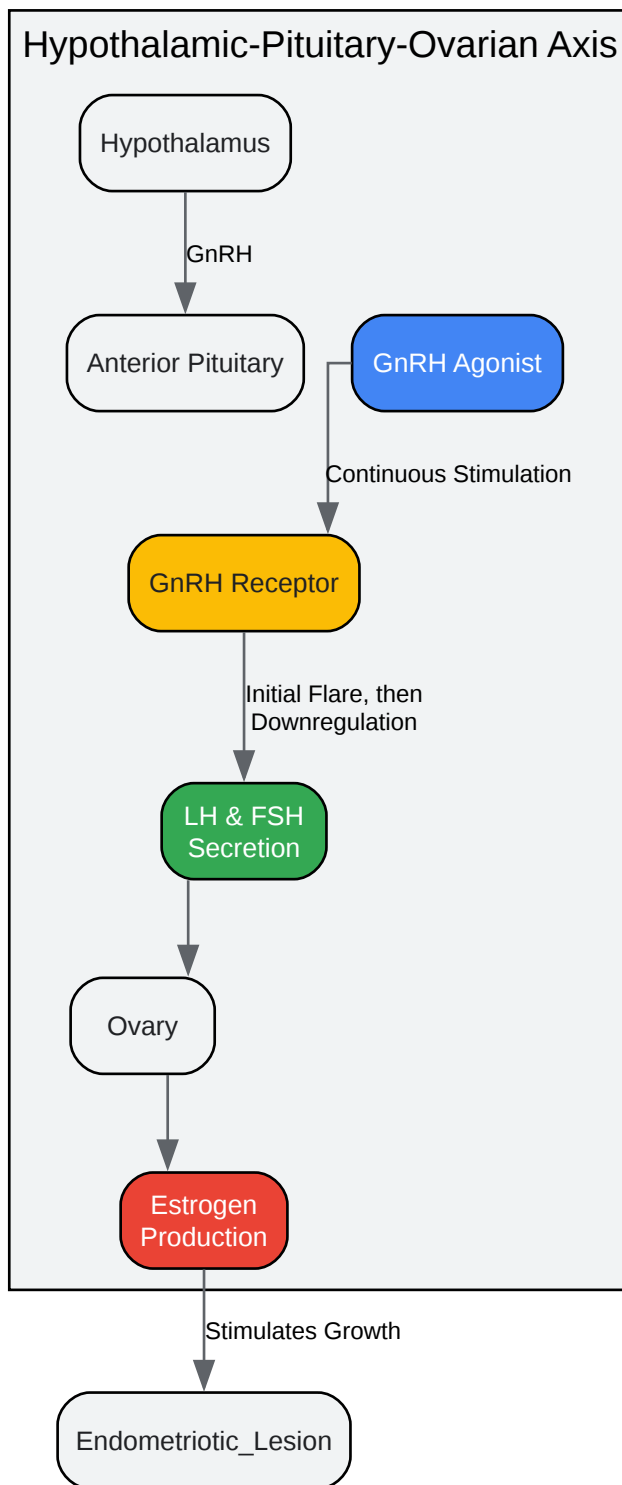 Hypothalamic-Pituitary-Ovarian Axis
Hypothalamus
GnRH
Anterior Pituitary
GnRH Agonist
Continuous Stimulation
GnRH Receptor
Initial Flare, then
Downregulation
LH & FSH
Secretion
Ovary
Estrogen
Production
Stimulates Growth
Endometriotic_Lesion